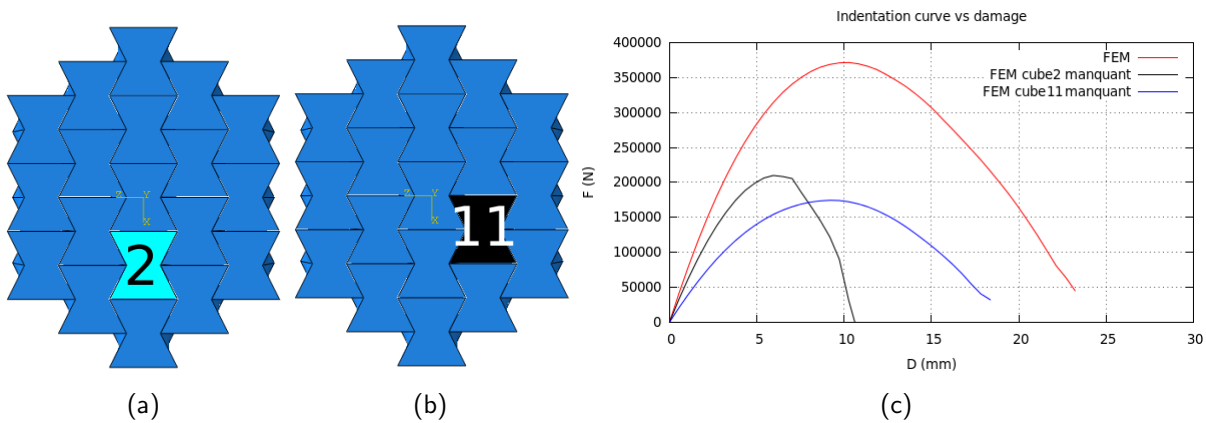 2
Z Y
X
(a)
11
Z Y
X
(b)
Indentation curve vs damage
400000
350000
300000
250000
200000
150000
100000
50000
0
F (N)
FEM
FEM cube2 manquant
FEM cube11 manquant
0 5 10 15 20 25 30
D (mm)
(c)